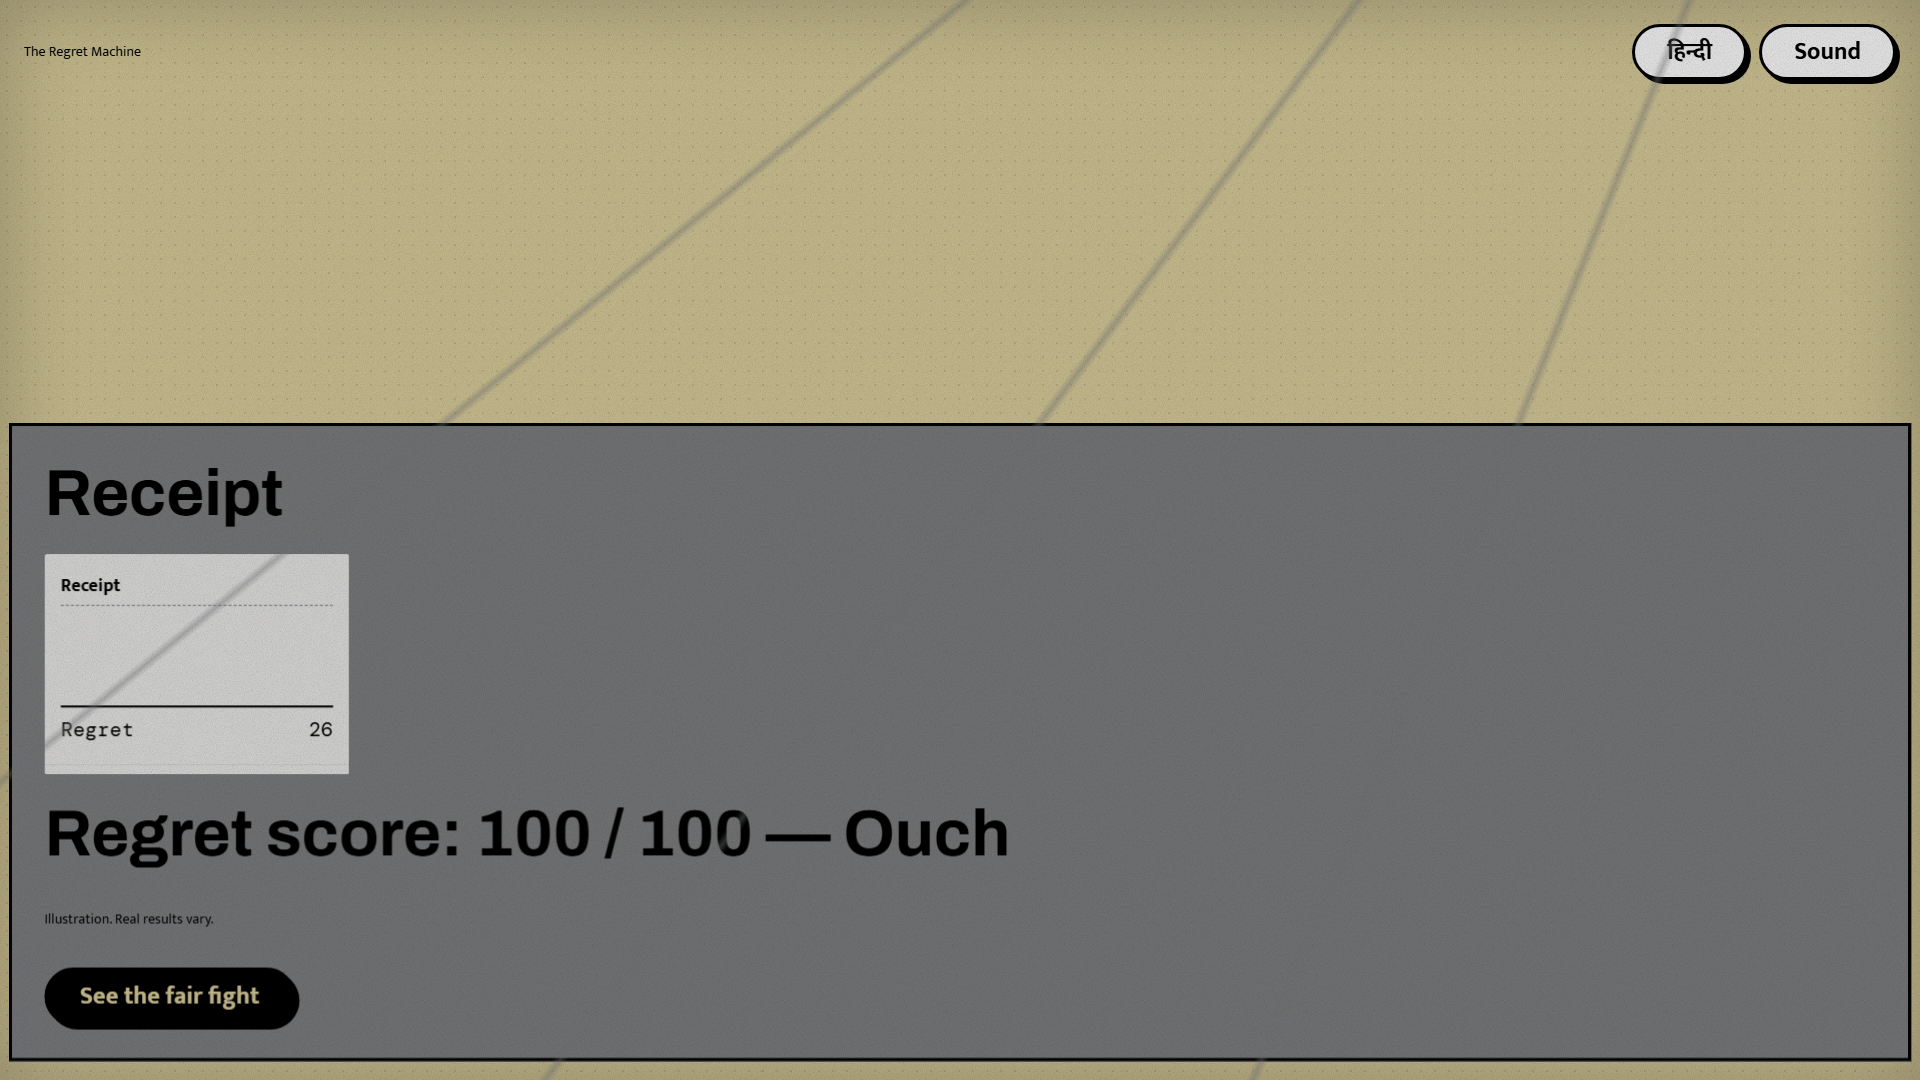 The Regret Machine
हिन्दी
Sound
Receipt
Receipt
Regret 26
Regret score: 100 / 100 — Ouch
Illustration. Real results vary.
See the fair fight